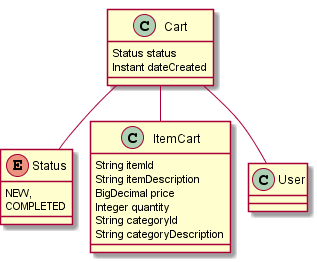 C Cart
Status status
Instant dateCreated
E Status
NEW,
COMPLETED
C ItemCart
String itemId
String itemDescription
BigDecimal price
Integer quantity
String categoryId
String categoryDescription
C User